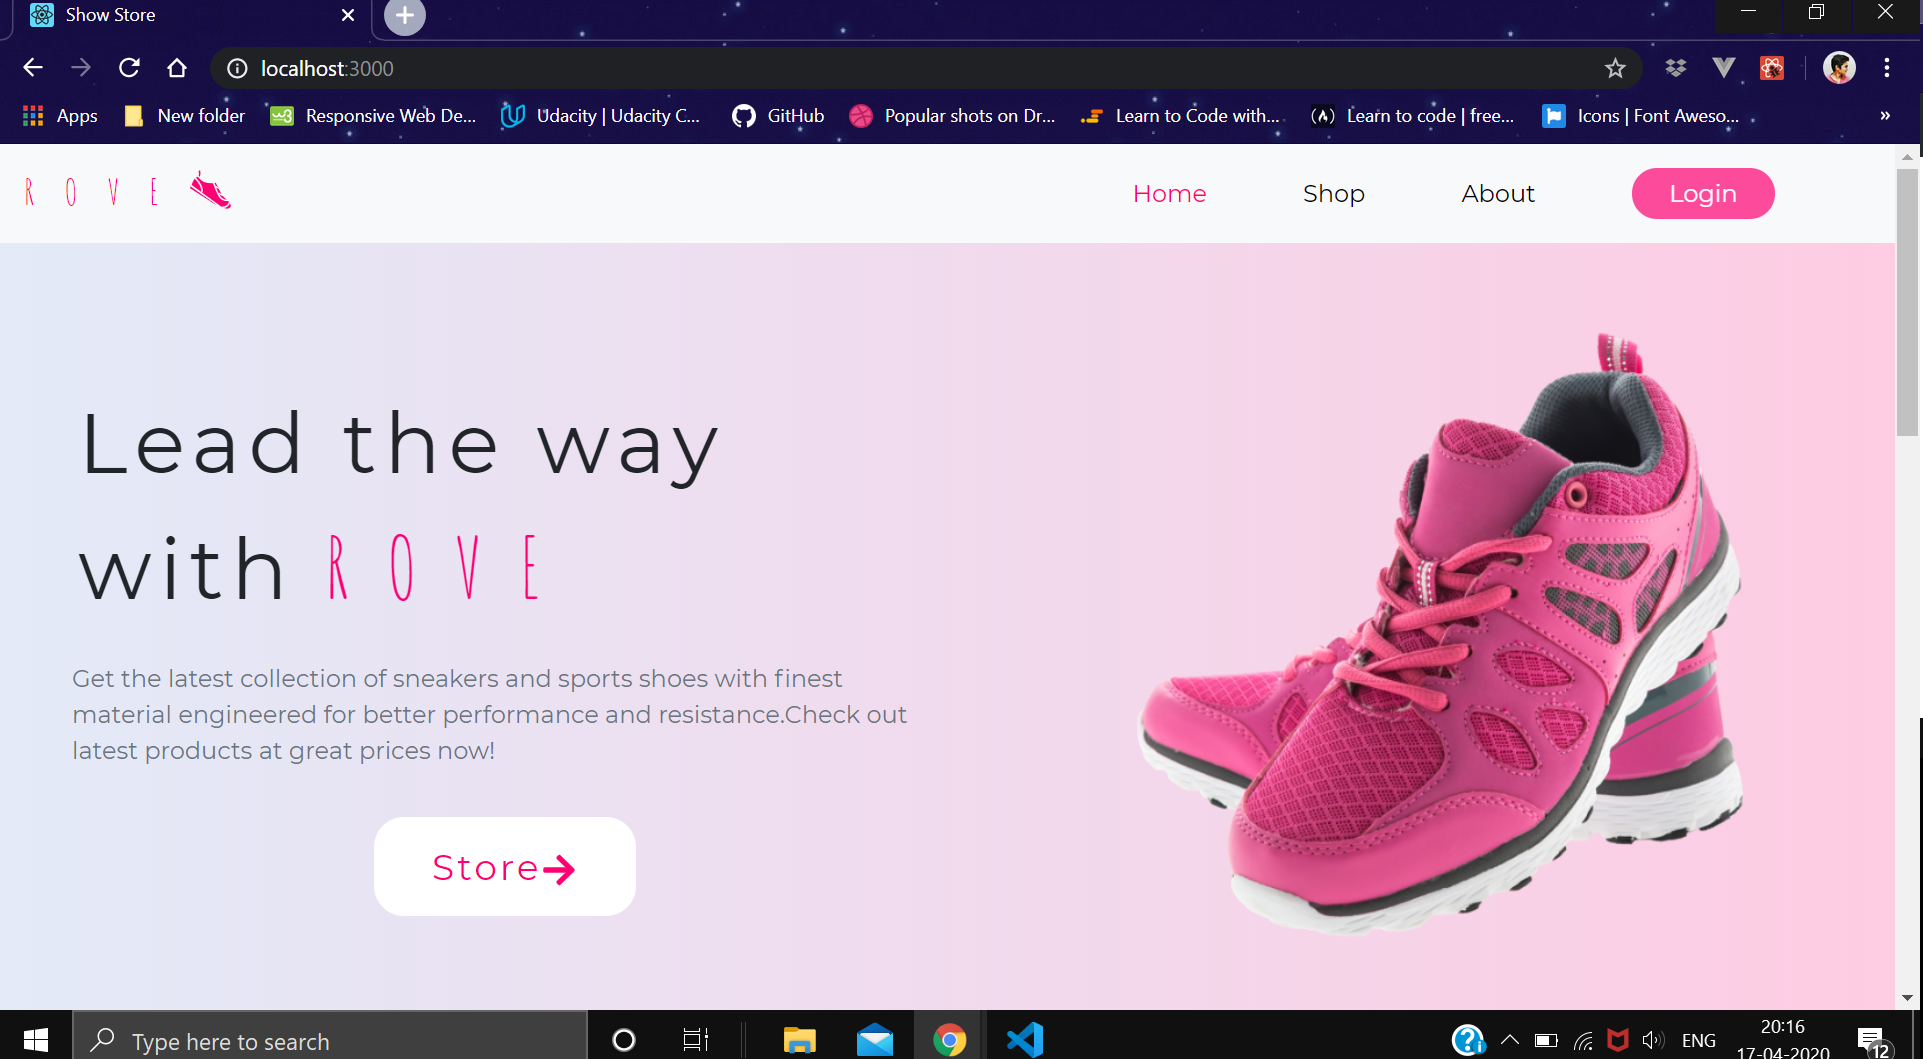 Show Store
localhost:3000
Apps New folder Responsive Web De... Udacity | Udacity C... GitHub Popular shots on Dr... Learn to Code with... Learn to code | free... Icons | Font Aweso... »
ROVE Home Shop About Login
Lead the way
with ROVE
Get the latest collection of sneakers and sports shoes with finest
material engineered for better performance and resistance.Check out
latest products at great prices now!
Store
Type here to search
ENG
20:16
17-04-2020
12